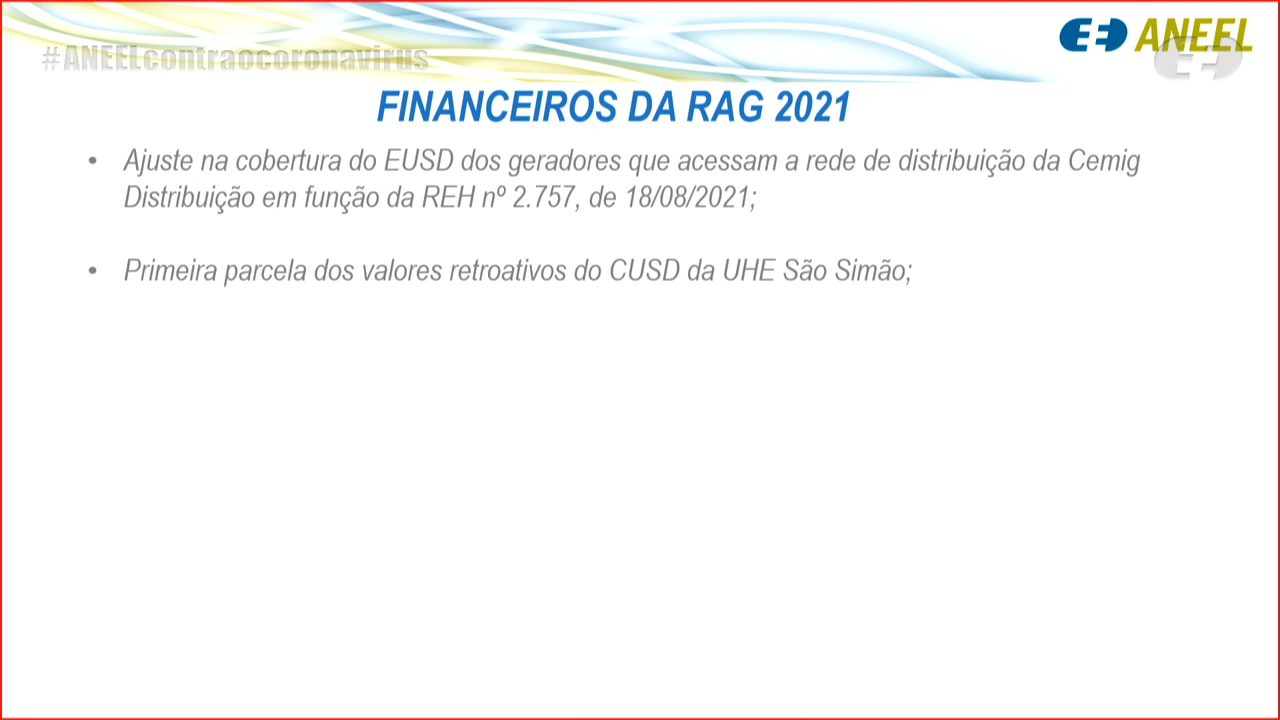 #ANEELcontraocoronavirus
ANEEL
FINANCEIROS DA RAG 2021
• Ajuste na cobertura do EUSD dos geradores que acessam a rede de distribuição da Cemig
Distribuição em função da REH nº 2.757, de 18/08/2021;
• Primeira parcela dos valores retroativos do CUSD da UHE São Simão;